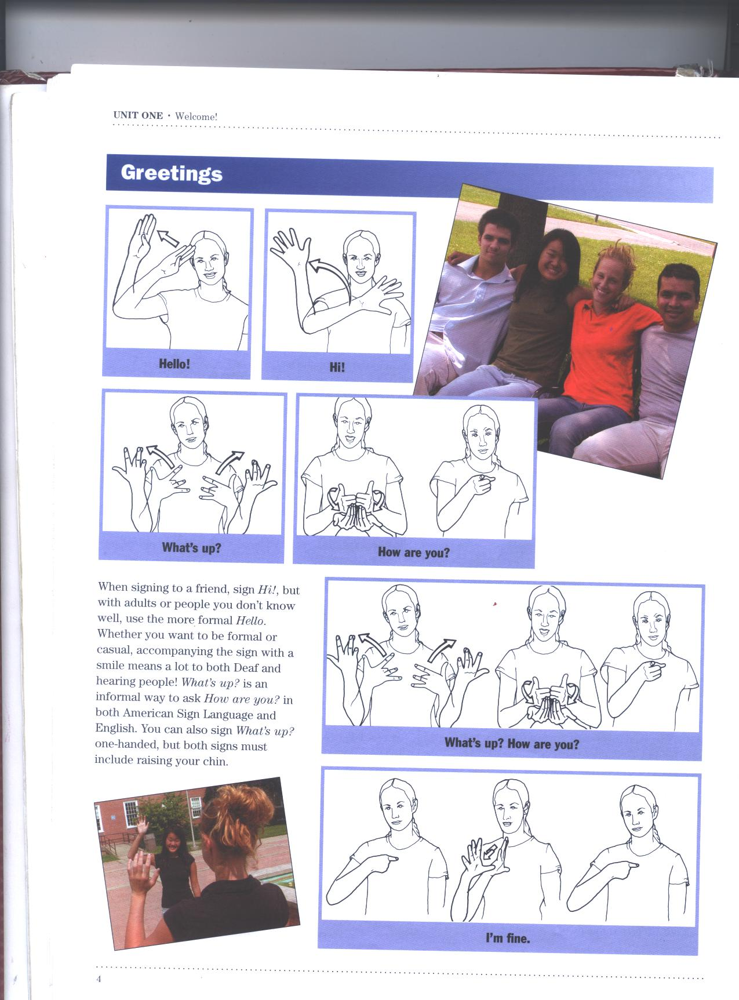 UNIT ONE • Welcome!
Greetings
Hello!
Hi!
What's up?
How are you?
When signing to a friend, sign Hi!, but
with adults or people you don't know
well, use the more formal Hello.
Whether you want to be formal or
casual, accompanying the sign with a
smile means a lot to both Deaf and
hearing people! What's up? is an
informal way to ask How are you? in
both American Sign Language and
English. You can also sign What's up?
one-handed, but both signs must
include raising your chin.
What's up? How are you?
I'm fine.
4